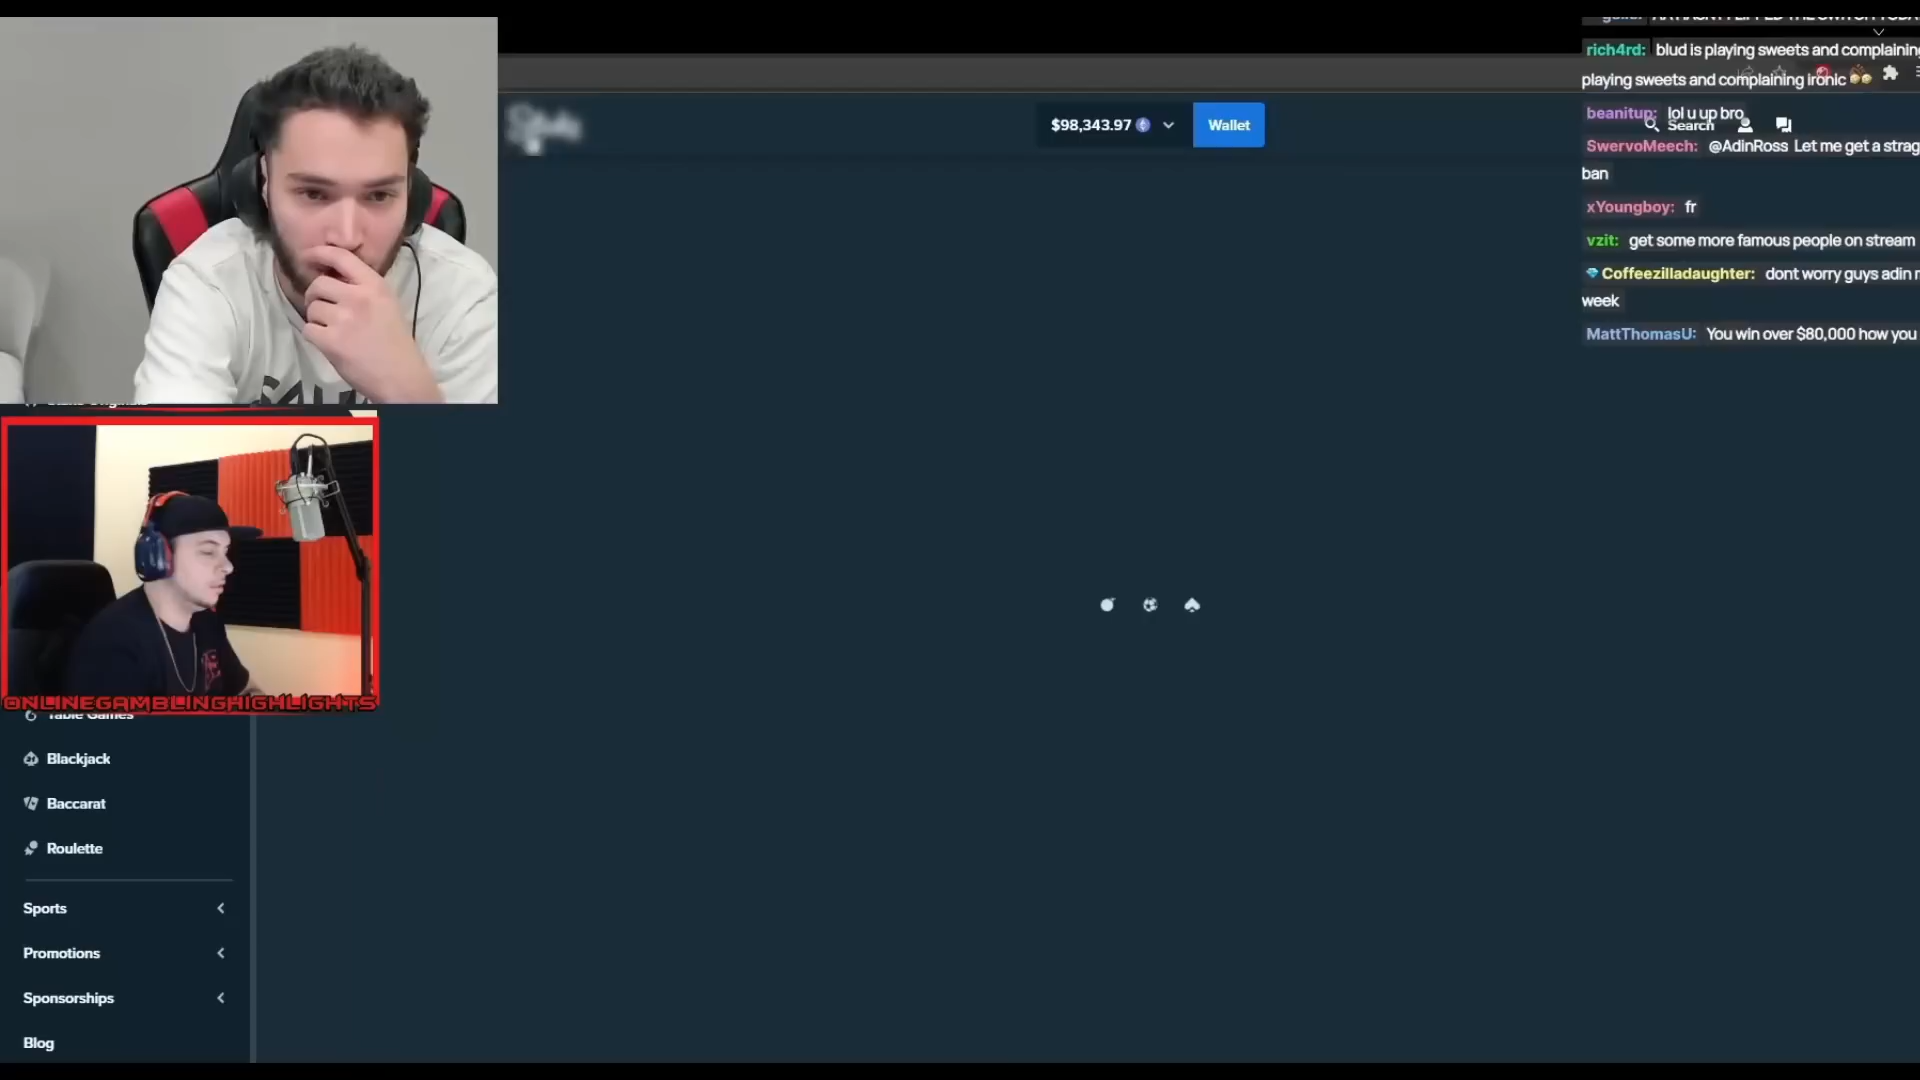 rich4rd: blud is playing sweets and complaining
playing sweets and complaining ironic
beanitup: lol u up bro
$98,343.97
Wallet
Search
SwervoMeech: @AdinRoss Let me get a strag
ban
xYoungboy: fr
vzit: get some more famous people on stream
Coffeezilladaughter: dont worry guys adin
week
MattThomasU: You win over $80,000 how you
ONLINEGAMBLINGHIGHLIGHTS
Table Games
Blackjack
Baccarat
Roulette
Sports
Promotions
Sponsorships
Blog